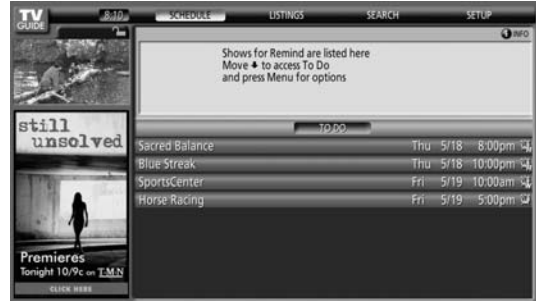 TV
GUIDE
8:10
SCHEDULE LISTINGS SEARCH SETUP
INFO
Shows for Remind are listed here
Move to access To Do
and press Menu for options
still
unsolved
Premieres
Tonight 10/9c on T·M·N
CLICK HERE
TO DO
Sacred Balance Thu 5/18 8:00pm
Blue Streak Thu 5/18 10:00pm
SportsCenter Fri 5/19 10:00am
Horse Racing Fri 5/19 5:00pm